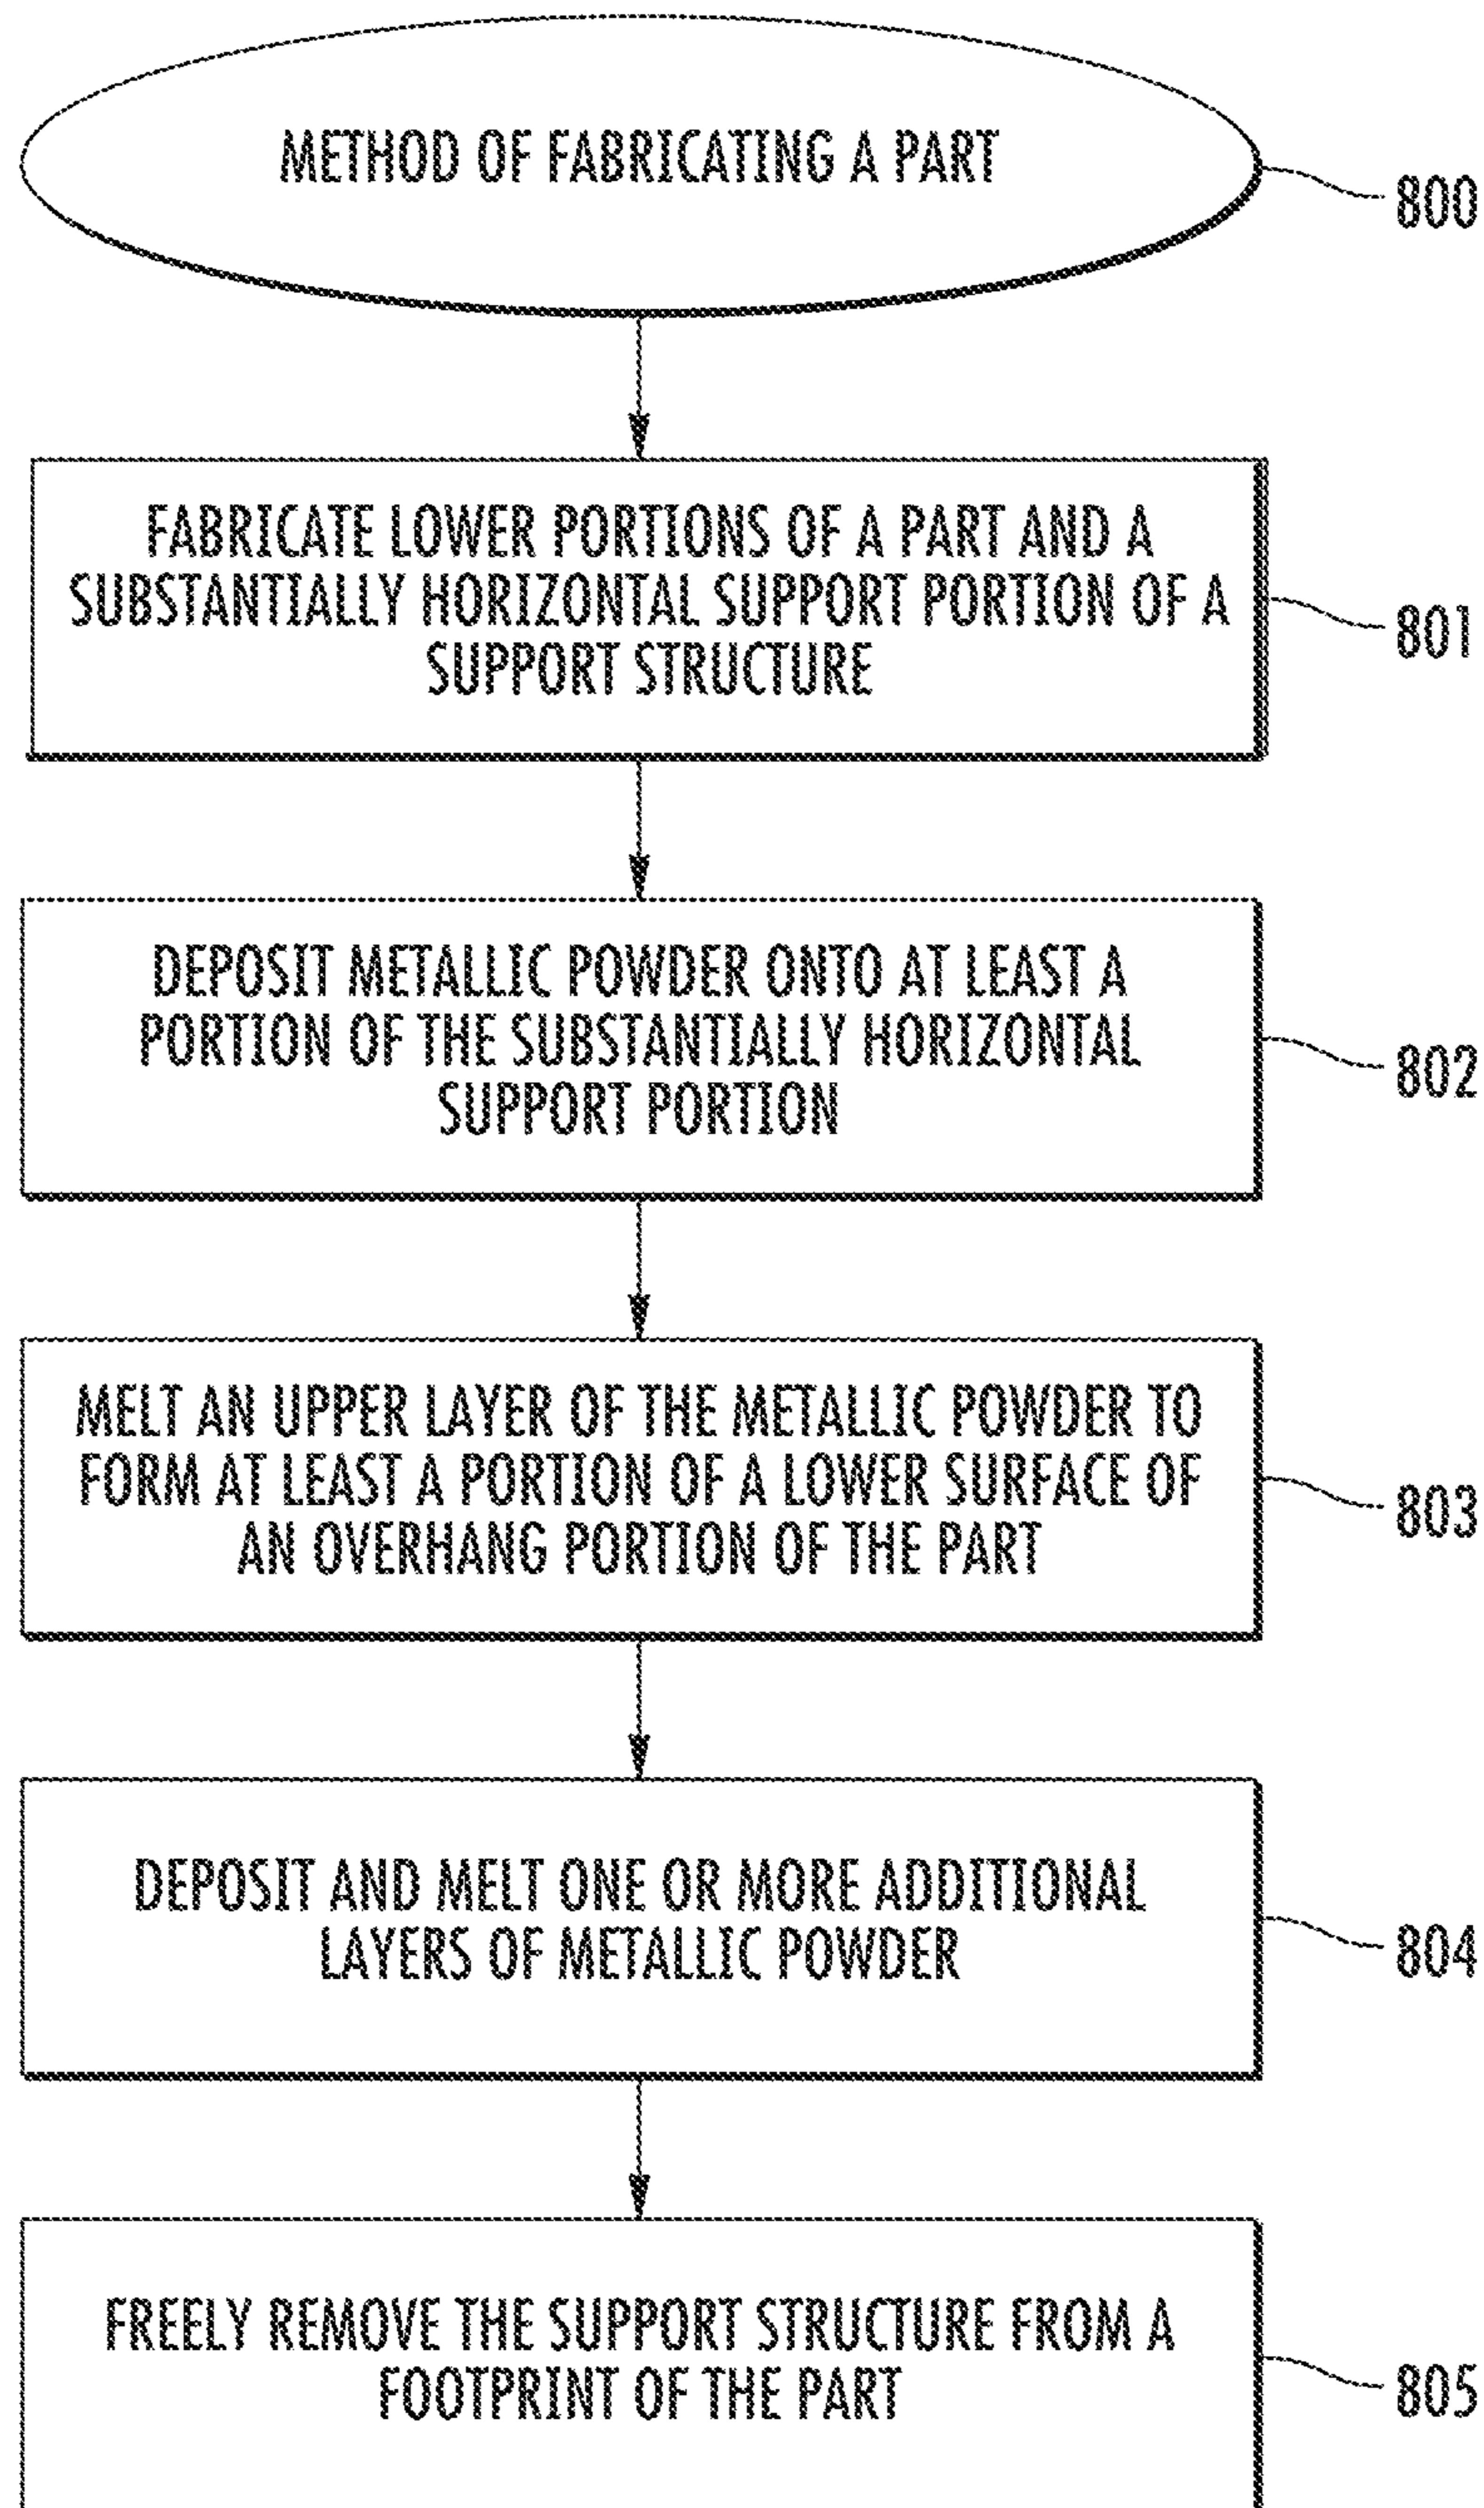 METHOD OF FABRICATING A PART
800
FABRICATE LOWER PORTIONS OF A PART AND A
SUBSTANTIALLY HORIZONTAL SUPPORT PORTION OF A
SUPPORT STRUCTURE
801
DEPOSIT METALLIC POWDER ONTO AT LEAST A
PORTION OF THE SUBSTANTIALLY HORIZONTAL
SUPPORT PORTION
802
MELT AN UPPER LAYER OF THE METALLIC POWDER TO
FORM AT LEAST A PORTION OF A LOWER SURFACE OF
AN OVERHANG PORTION OF THE PART
803
DEPOSIT AND MELT ONE OR MORE ADDITIONAL
LAYERS OF METALLIC POWDER
804
FREELY REMOVE THE SUPPORT STRUCTURE FROM A
FOOTPRINT OF THE PART
805